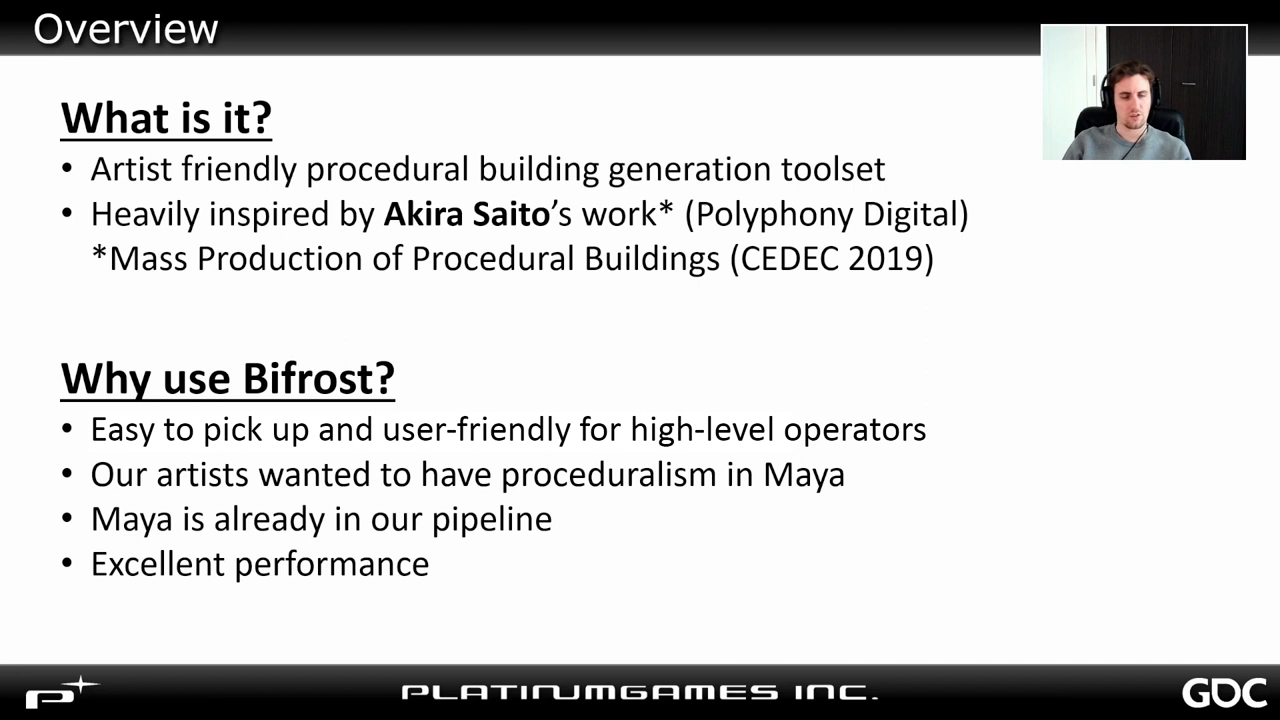 Overview
What is it?
• Artist friendly procedural building generation toolset
• Heavily inspired by Akira Saito’s work* (Polyphony Digital)
*Mass Production of Procedural Buildings (CEDEC 2019)
Why use Bifrost?
• Easy to pick up and user-friendly for high-level operators
• Our artists wanted to have proceduralism in Maya
• Maya is already in our pipeline
• Excellent performance
P PLATINUMGAMES INC. GDC